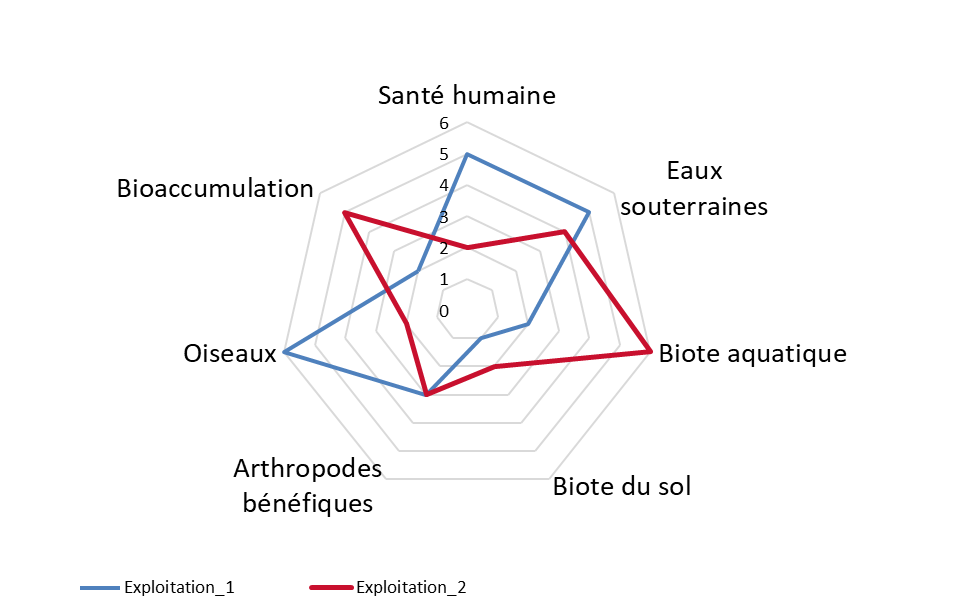 Santé humaine
6
5
4
3
2
1
0
Eaux
souterraines
Bioaccumulation
Oiseaux
Biote aquatique
Arthropodes
bénéfiques
Biote du sol
Exploitation_1
Exploitation_2